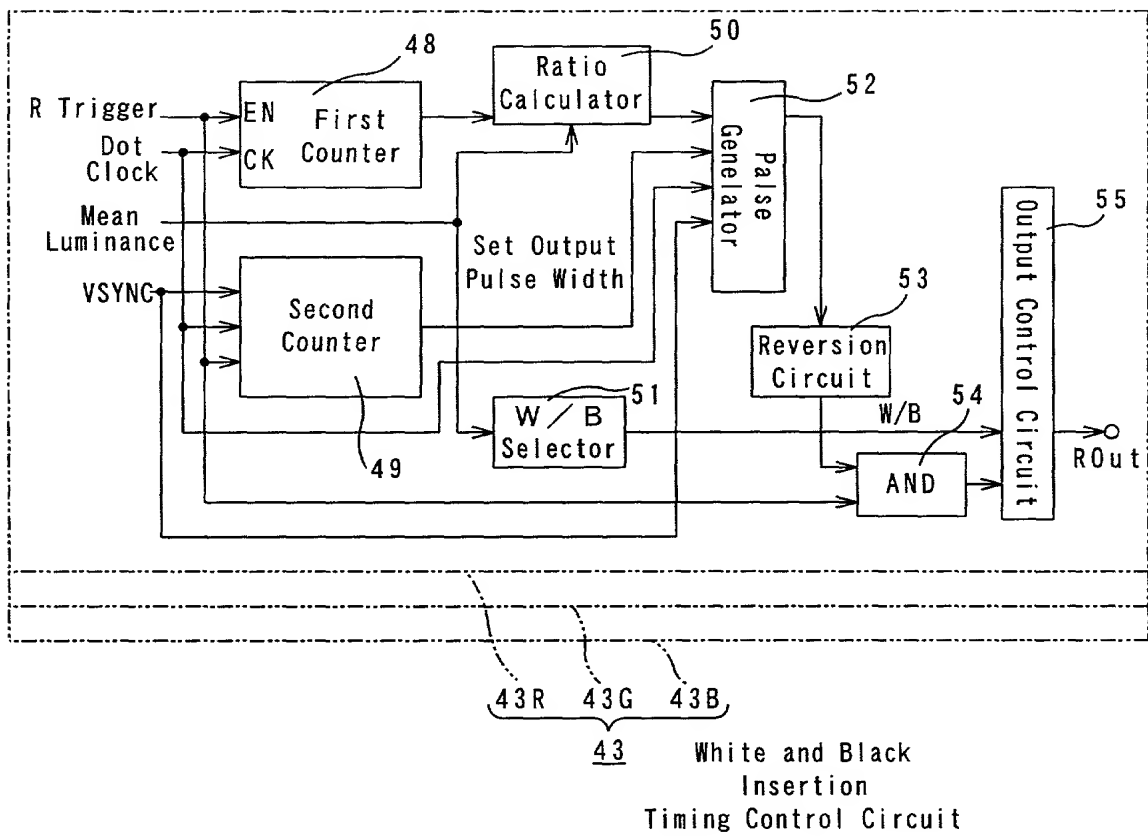 50
48
Ratio
Calculator
52
R Trigger
EN
First
Counter
Dot
Clock
CK
Palse
Genelator
55
Mean
Luminance
Set Output
Pulse Width
Output Control Circuit
VSYNC
Second
Counter
53
Reversion
Circuit
51
W/B
Selector
54
W/B
49
AND
ROut
43R
43G
43B
43
White and Black
Insertion
Timing Control Circuit